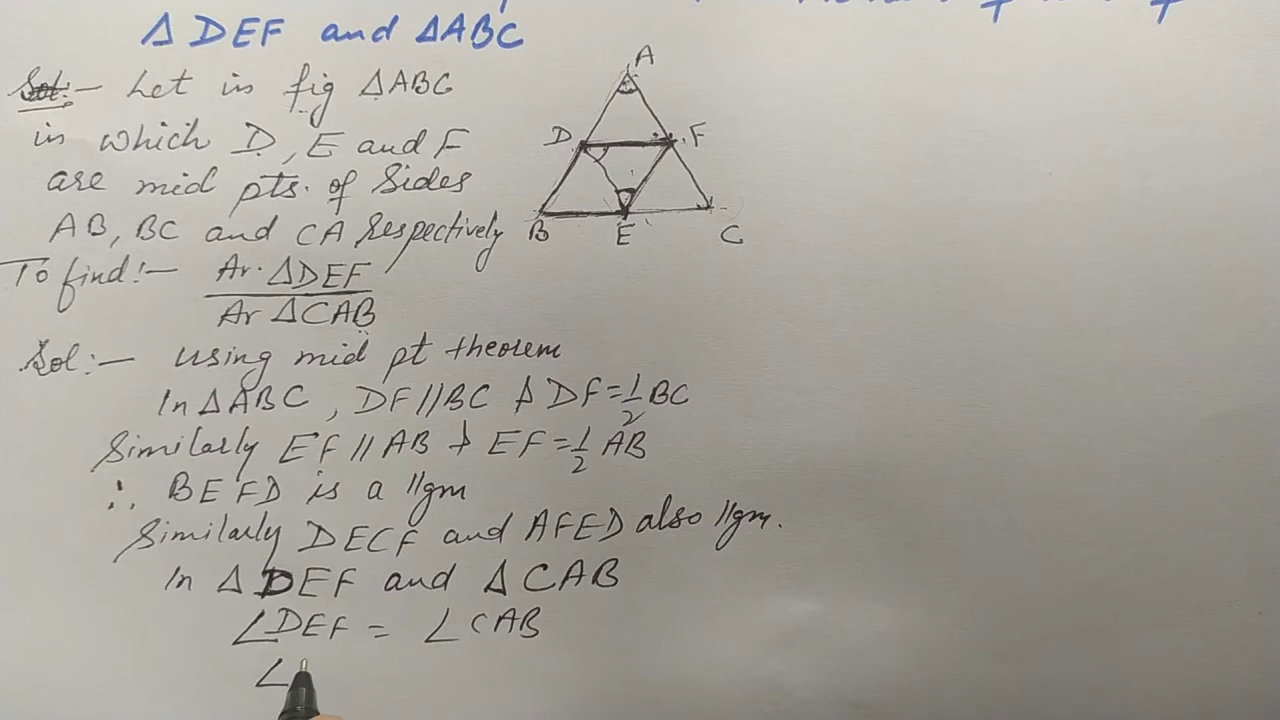 Δ DEF and ΔABC
Sol:- Let in fig ΔABC
in which D, E and F
are mid pts. of Sides
AB, BC and CA Respectively
To find:- Ar. ΔDEF
Ar ΔCAB
Sol:- using mid pt theorem
In ΔABC, DF//BC & DF=1/2 BC
Similarly EF // AB & EF=1/2 AB
∴ BEFD is a //gm
Similarly DECF and AFED also //gm.
In Δ DEF and Δ CAB
∠DEF = ∠CAB
∠
A
D
F
B
E
C